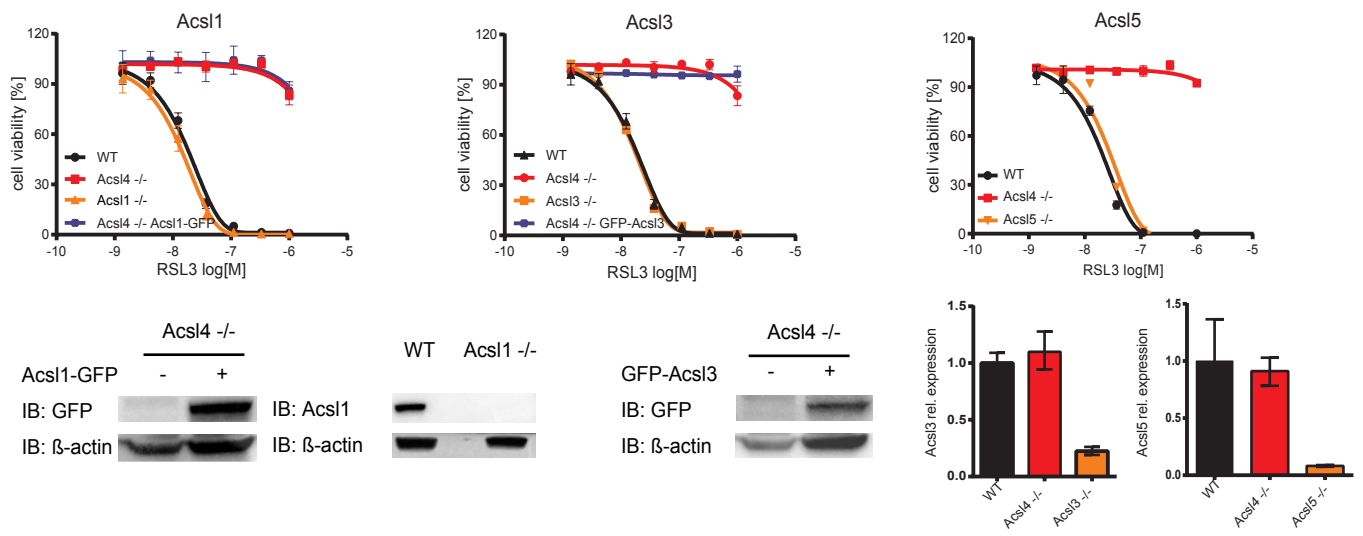 Acsl1
120
90
60
30
0
cell viability [%]
WT
Acsl4 -/-
Acsl1 -/-
Acsl4 -/- Acsl1-GFP
-10 -9 -8 -7 -6 -5
RSL3 log[M]
Acsl3
120
90
60
30
0
cell viability [%]
WT
Acsl4 -/-
Acsl3 -/-
Acsl4 -/- GFP-Acsl3
-10 -9 -8 -7 -6 -5
RSL3 log[M]
Acsl5
120
90
60
30
0
cell viability [%]
WT
Acsl4 -/-
Acsl5 -/-
-10 -9 -8 -7 -6 -5
RSL3 log[M]
Acsl4 -/-
Acsl1-GFP - +
IB: GFP
IB: ß-actin
WT Acsl1 -/-
IB: Acsl1
IB: ß-actin
Acsl4 -/-
GFP-Acsl3 - +
IB: GFP
IB: ß-actin
1.5
1.0
0.5
0.0
Acsl3 rel. expression
WT Acsl4 -/- Acsl3 -/-
1.5
1.0
0.5
0.0
Acsl5 rel. expression
WT Acsl4 -/- Acsl5 -/-